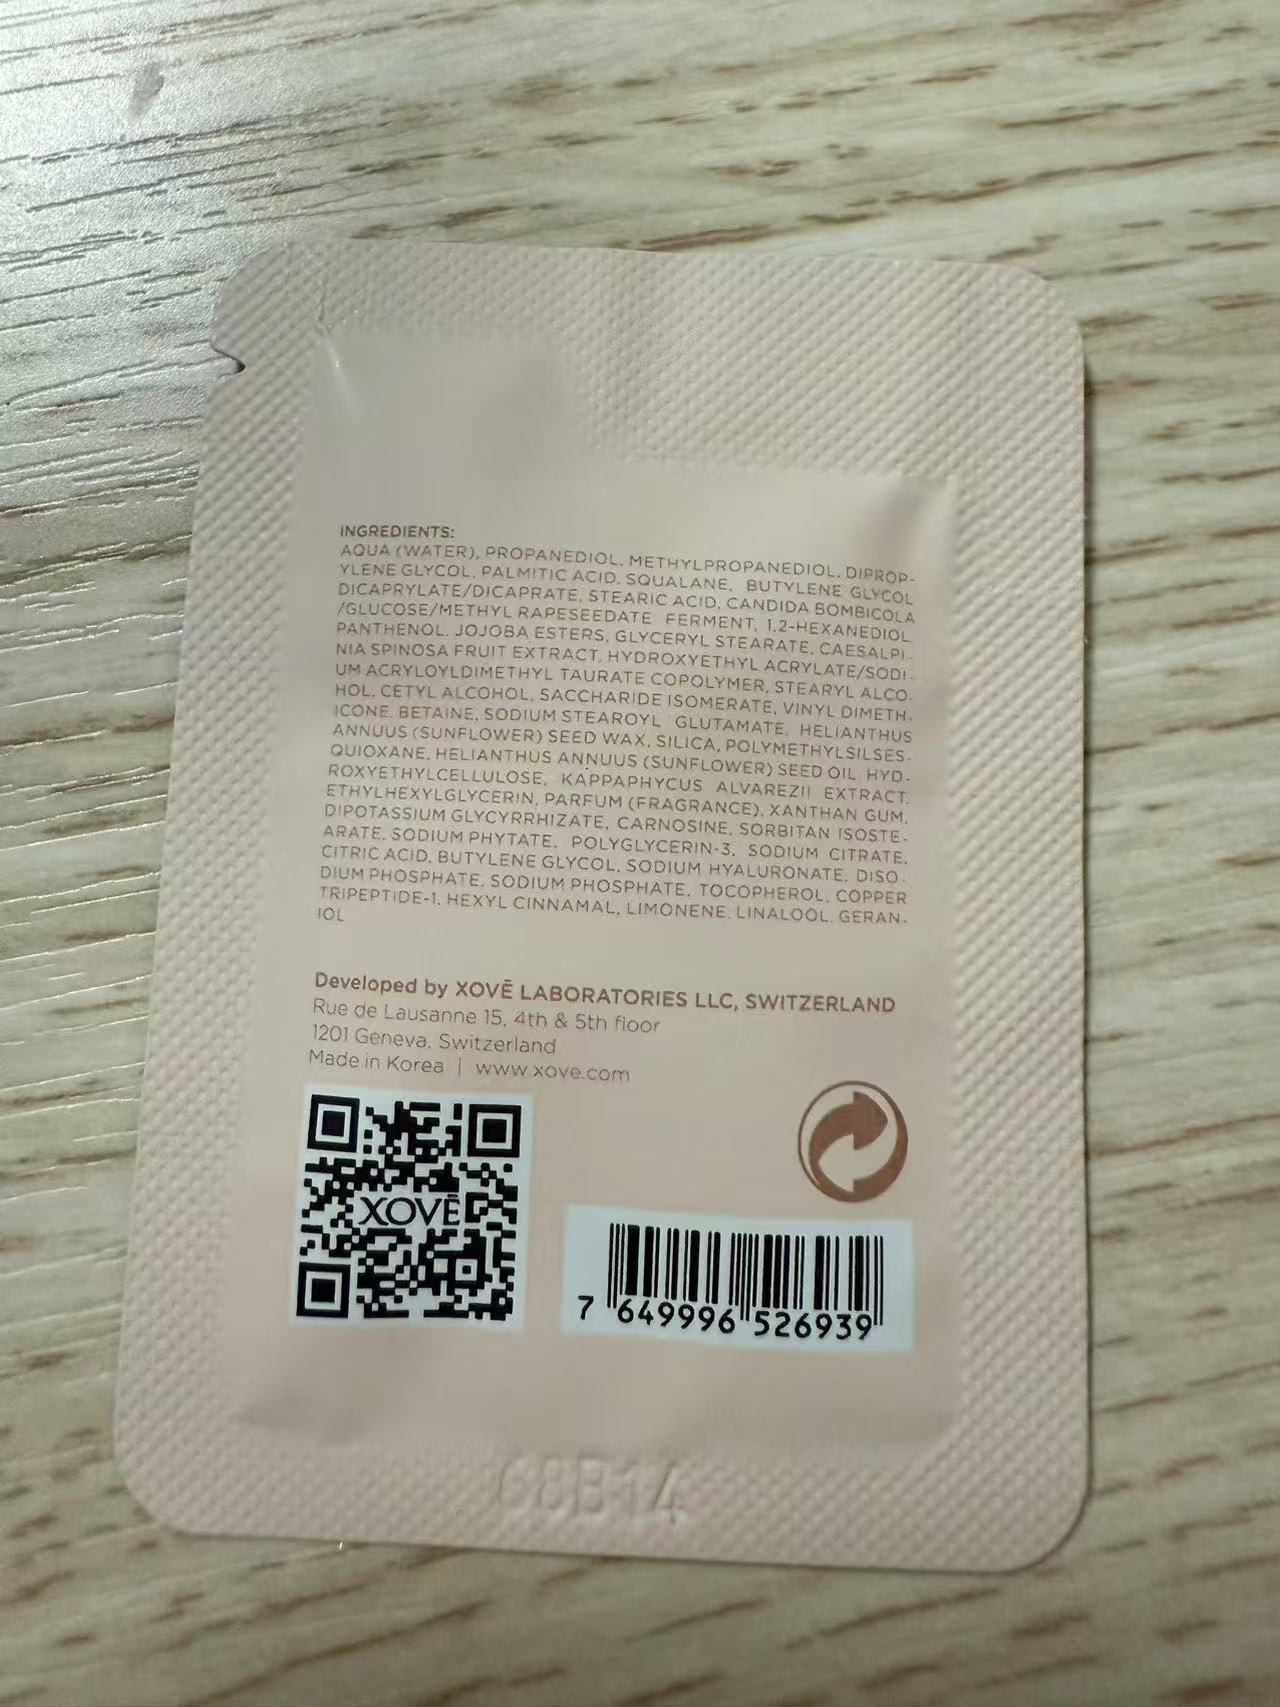 INGREDIENTS:
AQUA (WATER), PROPANEDIOL, METHYLPROPANEDIOL, DIPROP-
YLENE GLYCOL, PALMITIC ACID, SQUALANE, BUTYLENE GLYCOL
DICAPRYLATE/DICAPRATE, STEARIC ACID, CANDIDA BOMBICOLA
/GLUCOSE/METHYL RAPESEEDATE FERMENT, 1,2-HEXANEDIOL,
PANTHENOL, JOJOBA ESTERS, GLYCERYL STEARATE, CAESALPI-
NIA SPINOSA FRUIT EXTRACT, HYDROXYETHYL ACRYLATE/SODI-
UM ACRYLOYLDIMETHYL TAURATE COPOLYMER, STEARYL ALCO-
HOL, CETYL ALCOHOL, SACCHARIDE ISOMERATE, VINYL DIMETH-
ICONE, BETAINE, SODIUM STEAROYL GLUTAMATE, HELIANTHUS
ANNUUS (SUNFLOWER) SEED WAX, SILICA, POLYMETHYLSILSES-
QUIOXANE, HELIANTHUS ANNUUS (SUNFLOWER) SEED OIL, HYD-
ROXYETHYLCELLULOSE, KAPPAPHYCUS ALVAREZII EXTRACT,
ETHYLHEXYLGLYCERIN, PARFUM (FRAGRANCE), XANTHAN GUM,
DIPOTASSIUM GLYCYRRHIZATE, CARNOSINE, SORBITAN ISOSTE-
ARATE, SODIUM PHYTATE, POLYGLYCERIN-3, SODIUM CITRATE,
CITRIC ACID, BUTYLENE GLYCOL, SODIUM HYALURONATE, DISO-
DIUM PHOSPHATE, SODIUM PHOSPHATE, TOCOPHEROL, COPPER
TRIPEPTIDE-1, HEXYL CINNAMAL, LIMONENE, LINALOOL, GERAN-
IOL
Developed by XOVĒ LABORATORIES LLC, SWITZERLAND
Rue de Lausanne 15, 4th & 5th floor
1201 Geneva, Switzerland
Made in Korea | www.xove.com
XOVĒ
7 649996 526939
C8B14